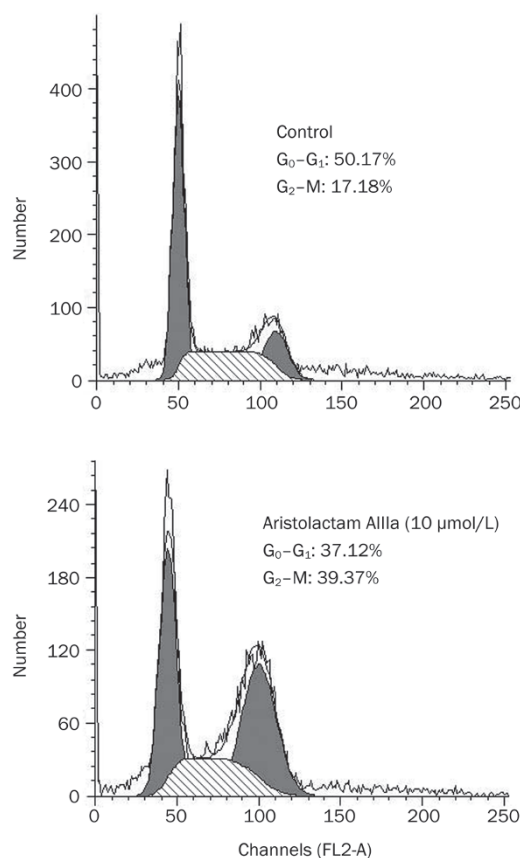 400
300
200
100
0
Number
Control
G₀–G₁: 50.17%
G₂–M: 17.18%
0 50 100 150 200 250
240
180
120
60
0
Number
Aristolactam AIIIa (10 μmol/L)
G₀–G₁: 37.12%
G₂–M: 39.37%
0 50 100 150 200 250
Channels (FL2-A)